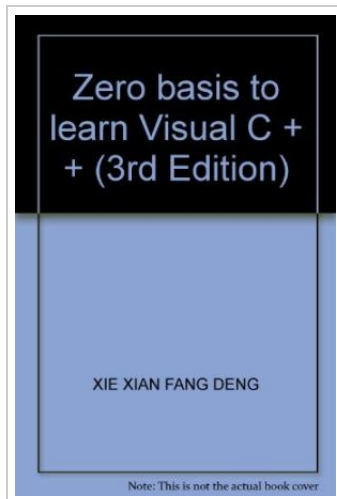 Zero basis to
learn Visual C +
+ (3rd Edition)
XIE XIAN FANG DENG
Note: This is not the actual book cover